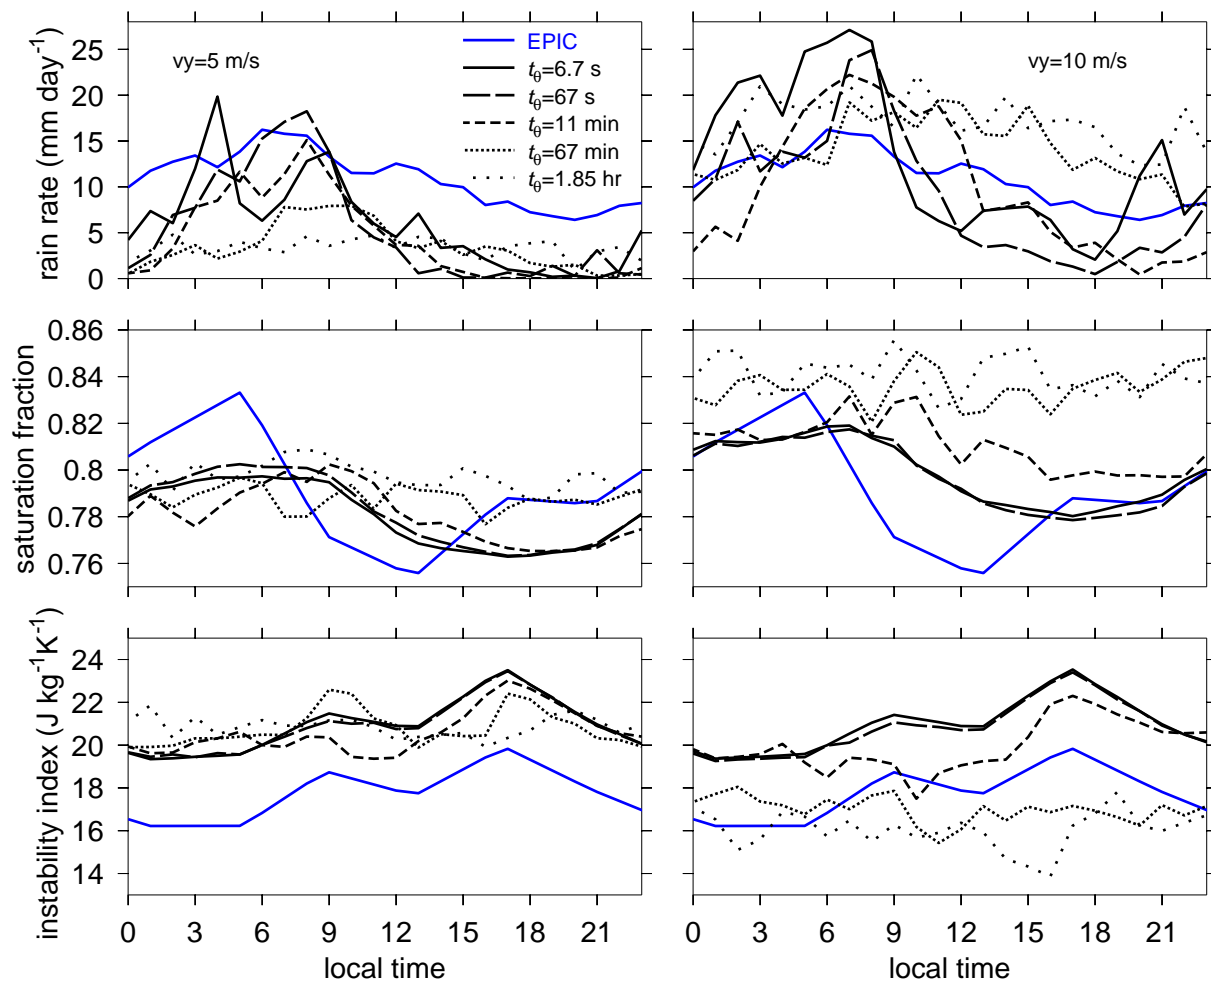 rain rate (mm day⁻¹)
25
20
15
10
5
0
vy=5 m/s
EPIC
tθ=6.7 s
tθ=67 s
tθ=11 min
tθ=67 min
tθ=1.85 hr
vy=10 m/s
saturation fraction
0.86
0.84
0.82
0.8
0.78
0.76
instability index (J kg⁻¹K⁻¹)
24
22
20
18
16
14
0 3 6 9 12 15 18 21
0 3 6 9 12 15 18 21
local time
local time